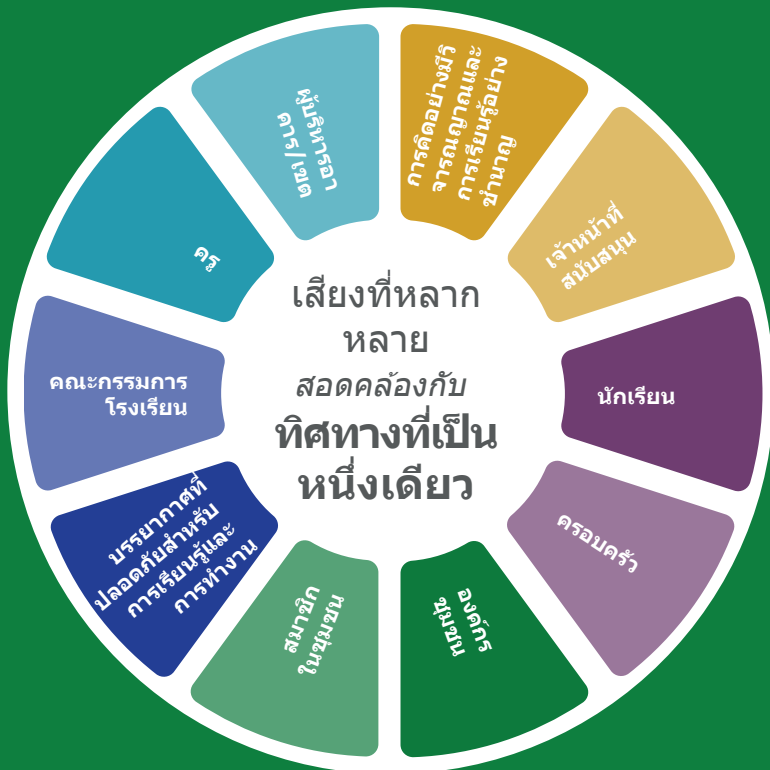 เสียงที่หลาก
หลาย
สอดคล้องกับ
ทิศทางที่เป็น
หนึ่งเดียว
การคิดอย่างมีวิ
จารณญาณและ
การเรียนรู้อย่าง
ชำนาญ
เจ้าหน้าที่
สนับสนุน
นักเรียน
ครอบครัว
องค์กร
ชุมชน
สมาชิก
ในชุมชน
บรรยากาศที่
ปลอดภัยสำหรับ
การเรียนรู้และ
การทำงาน
คณะกรรมการ
โรงเรียน
ครู
ผู้บริหารอา
คาร/เขต